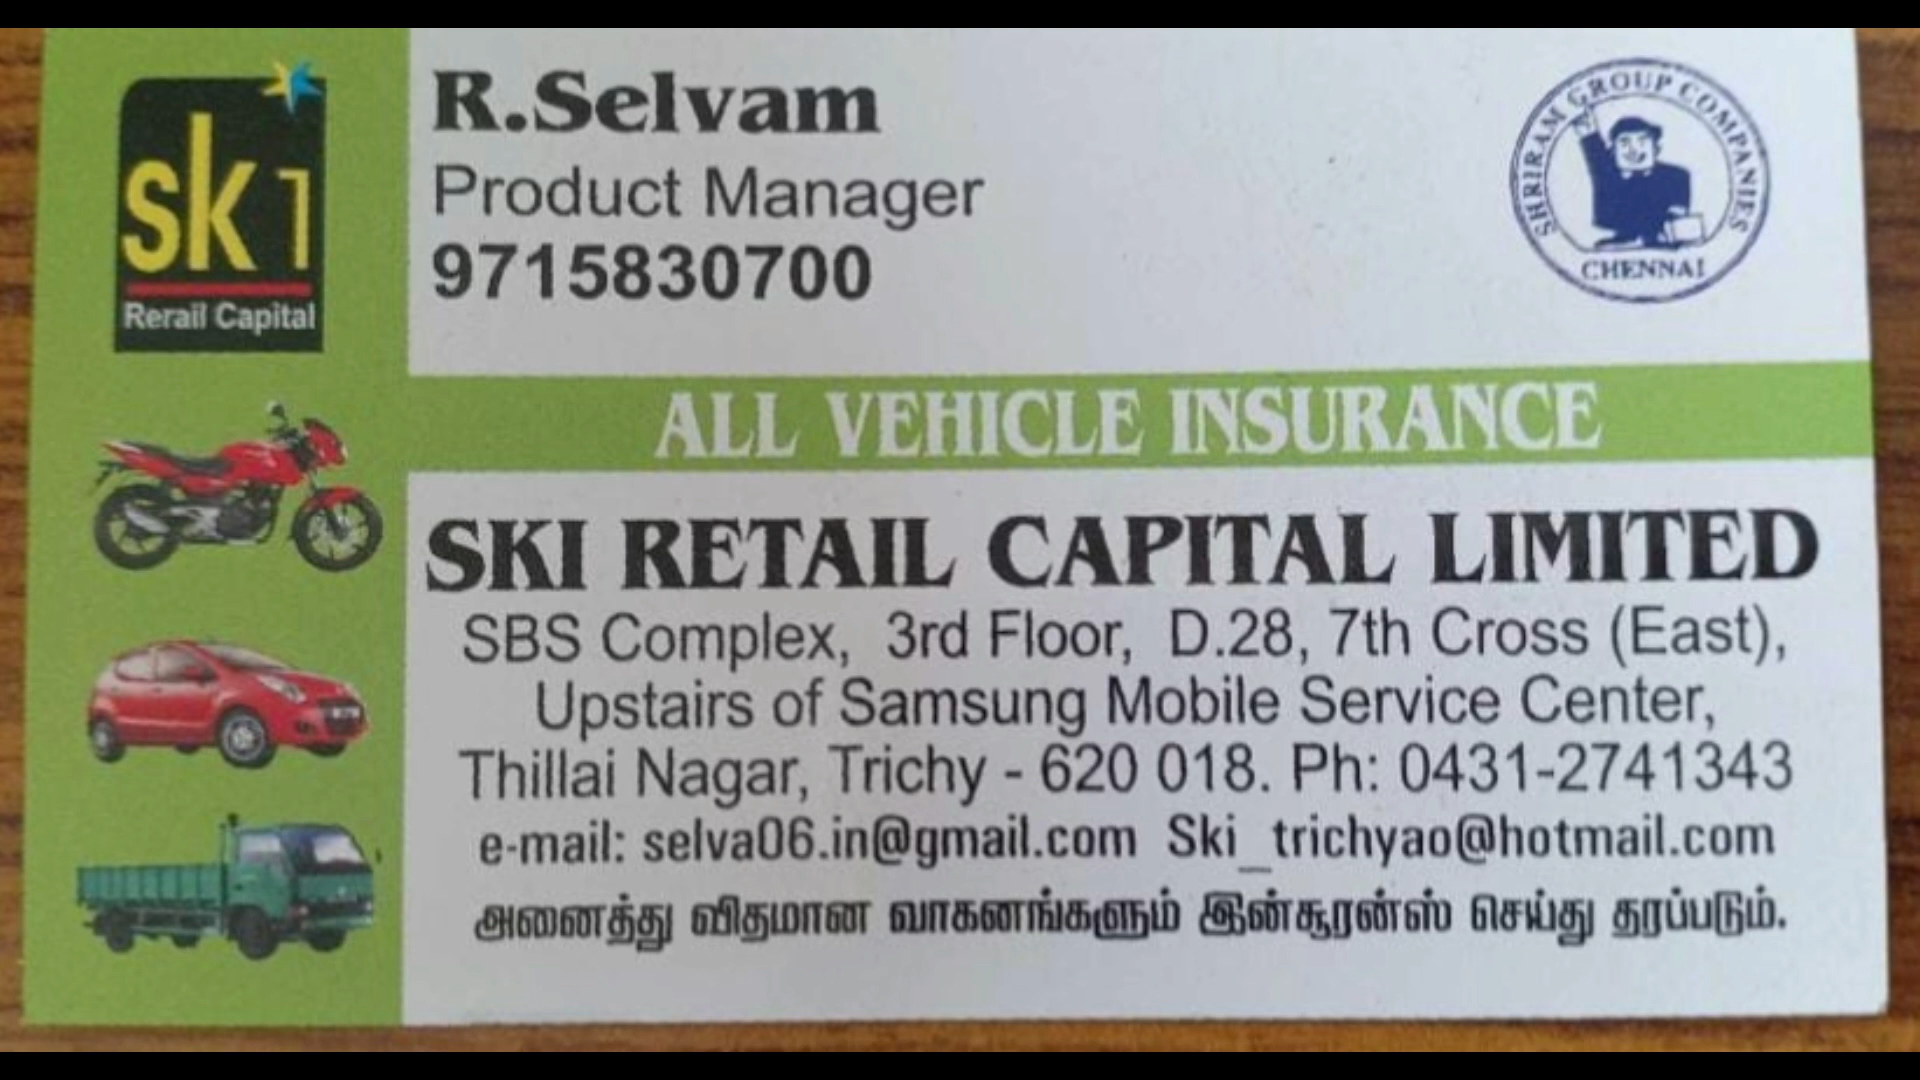 sk1
Rerail Capital
R.Selvam
Product Manager
9715830700
SHRIRAM GROUP COMPANIES
CHENNAI
ALL VEHICLE INSURANCE
SKI RETAIL CAPITAL LIMITED
SBS Complex, 3rd Floor, D.28, 7th Cross (East),
Upstairs of Samsung Mobile Service Center,
Thillai Nagar, Trichy - 620 018. Ph: 0431-2741343
e-mail: selva06.in@gmail.com Ski_trichyao@hotmail.com
அனைத்து விதமான வாகனங்களும் இன்சூரன்ஸ் செய்து தரப்படும்.